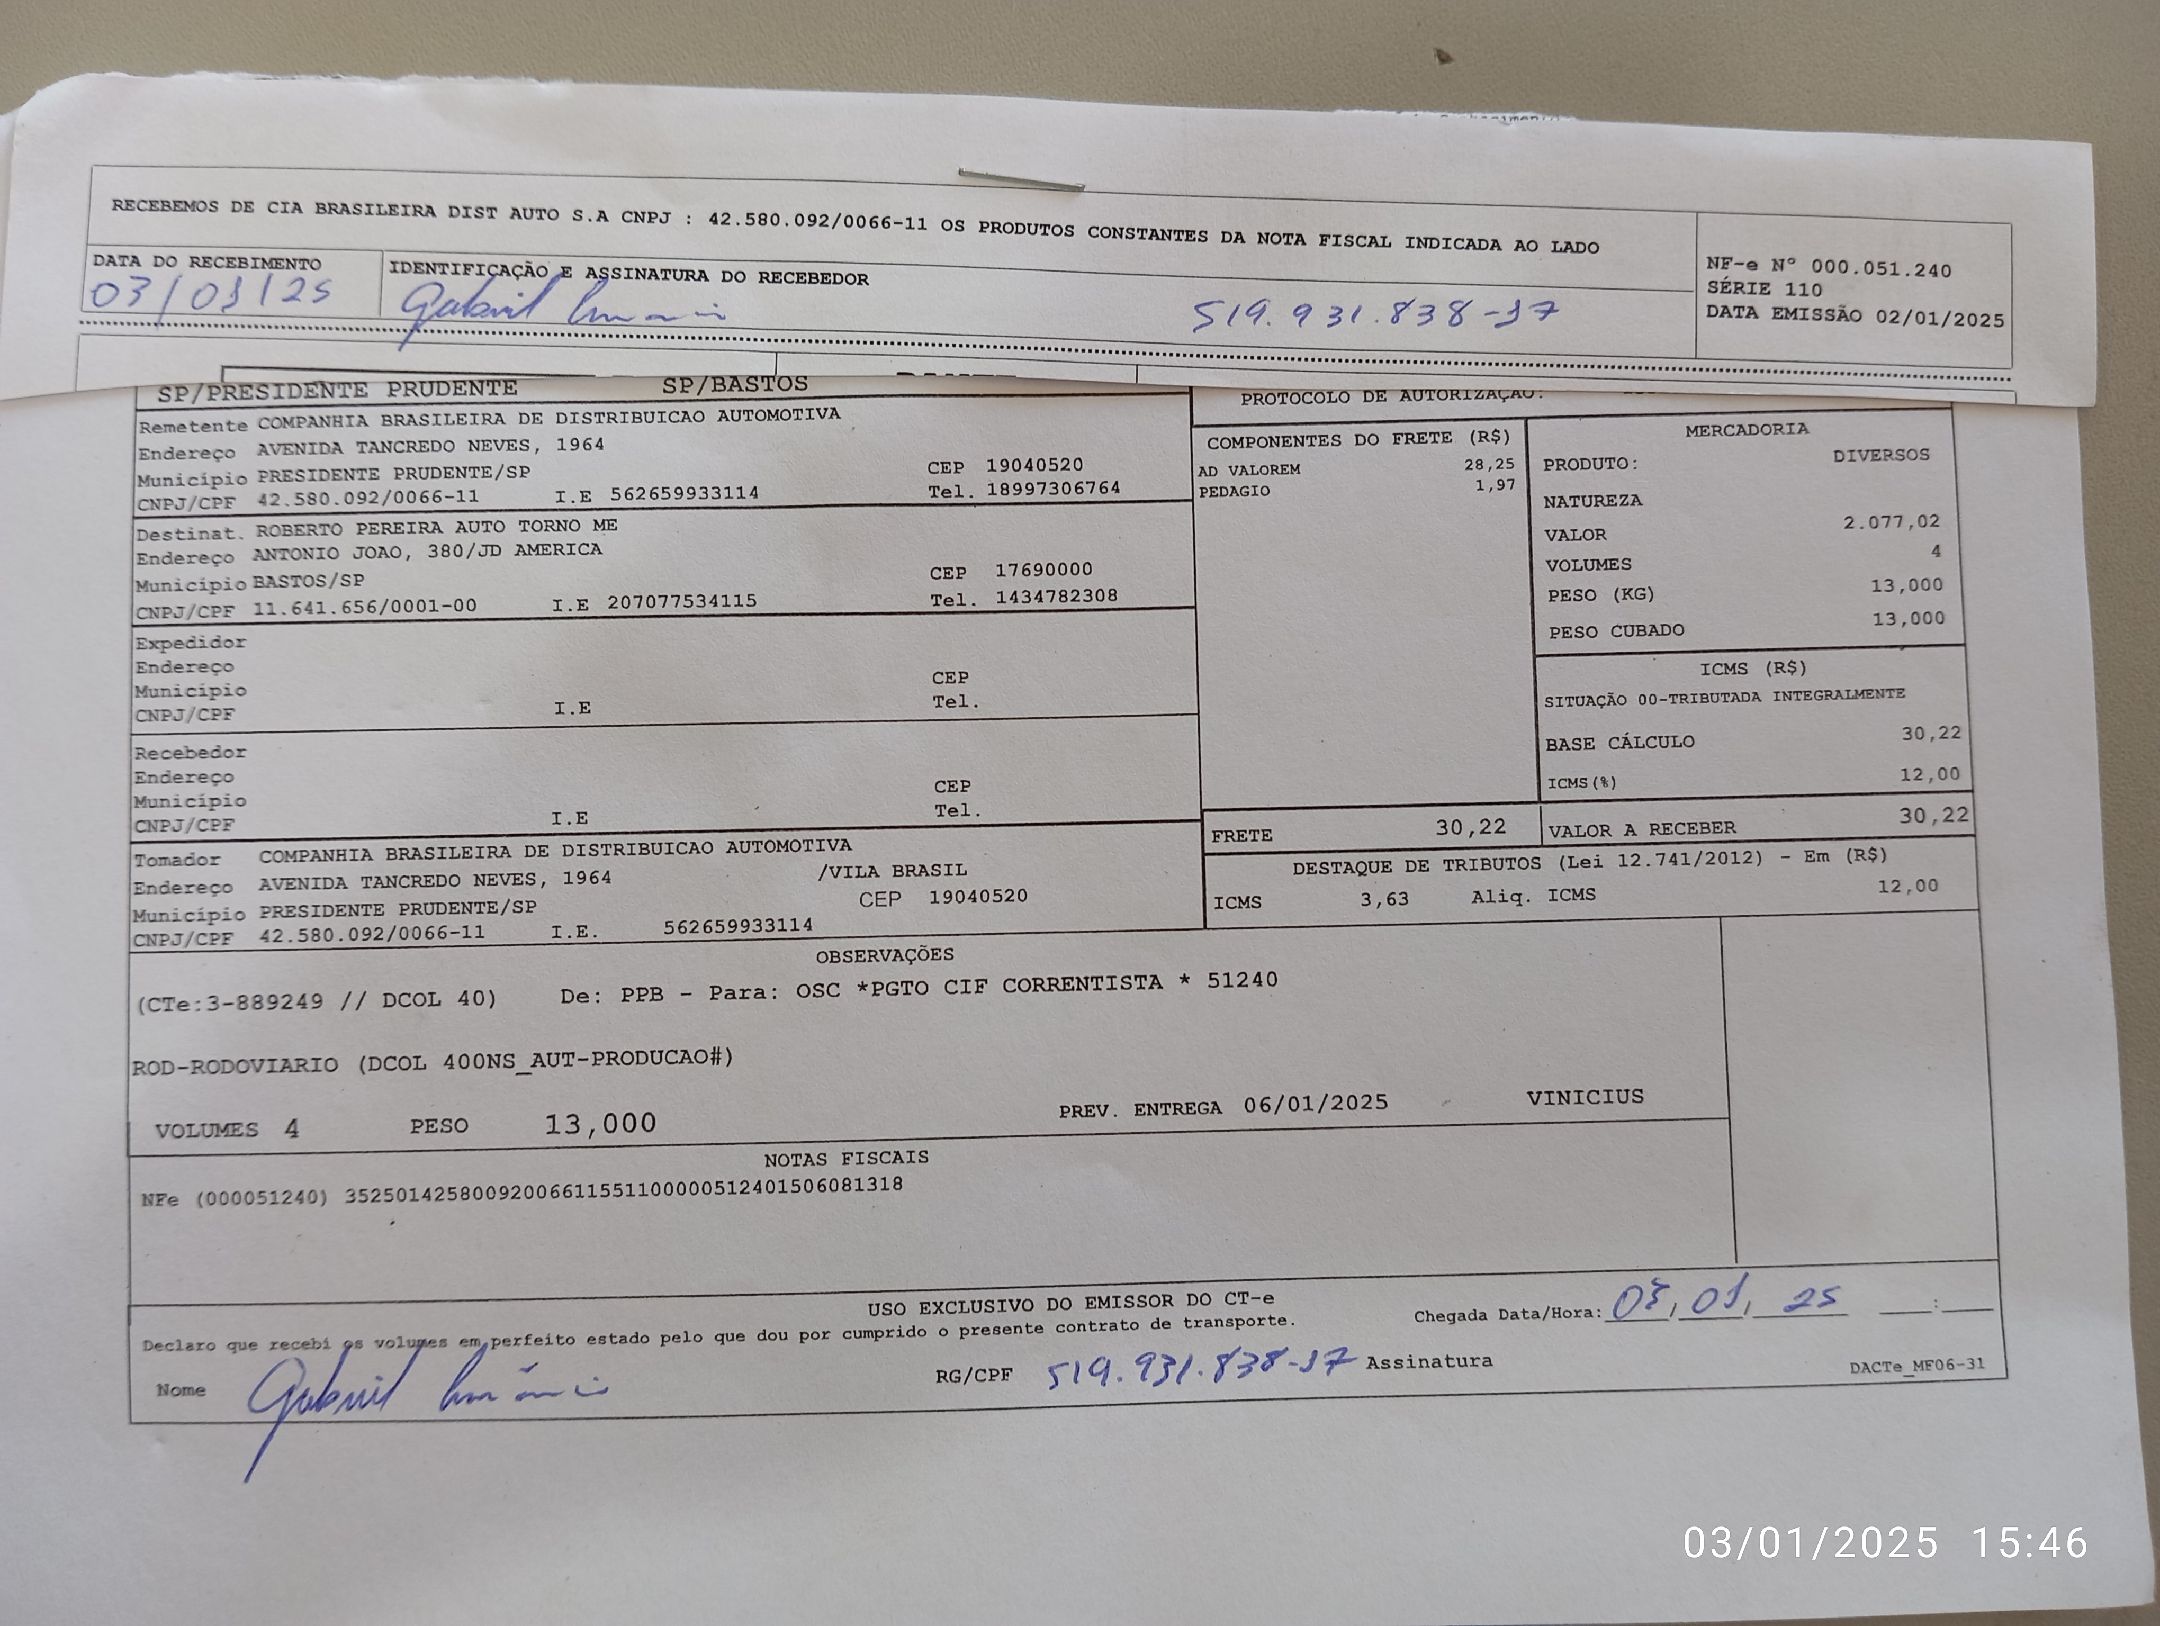 RECEBEMOS DE CIA BRASILEIRA DIST AUTO S.A CNPJ : 42.580.092/0066-11 OS PRODUTOS CONSTANTES DA NOTA FISCAL INDICADA AO LADO
DATA DO RECEBIMENTO
03/01/25
IDENTIFICAÇÃO E ASSINATURA DO RECEBEDOR
Gabriel
519.931.838-17
NF-e Nº 000.051.240
SÉRIE 110
DATA EMISSÃO 02/01/2025
SP/PRESIDENTE PRUDENTE SP/BASTOS
PROTOCOLO DE AUTORIZAÇÃO:
Remetente COMPANHIA BRASILEIRA DE DISTRIBUICAO AUTOMOTIVA
Endereço AVENIDA TANCREDO NEVES, 1964
Município PRESIDENTE PRUDENTE/SP CEP 19040520
CNPJ/CPF 42.580.092/0066-11 I.E 562659933114 Tel. 18997306764
Destinat. ROBERTO PEREIRA AUTO TORNO ME
Endereço ANTONIO JOAO, 380/JD AMERICA
Município BASTOS/SP CEP 17690000
CNPJ/CPF 11.641.656/0001-00 I.E 207077534115 Tel. 1434782308
Expedidor
Endereço
Município CEP
CNPJ/CPF I.E Tel.
Recebedor
Endereço
Município CEP
CNPJ/CPF I.E Tel.
Tomador COMPANHIA BRASILEIRA DE DISTRIBUICAO AUTOMOTIVA
Endereço AVENIDA TANCREDO NEVES, 1964 /VILA BRASIL
Município PRESIDENTE PRUDENTE/SP CEP 19040520
CNPJ/CPF 42.580.092/0066-11 I.E. 562659933114
COMPONENTES DO FRETE (R$)
AD VALOREM 28,25
PEDAGIO 1,97
MERCADORIA
PRODUTO: DIVERSOS
NATUREZA
VALOR 2.077,02
VOLUMES 4
PESO (KG) 13,000
PESO CUBADO 13,000
ICMS (R$)
SITUAÇÃO 00-TRIBUTADA INTEGRALMENTE
BASE CÁLCULO 30,22
ICMS(%) 12,00
FRETE 30,22 VALOR A RECEBER 30,22
DESTAQUE DE TRIBUTOS (Lei 12.741/2012) - Em (R$)
ICMS 3,63 Aliq. ICMS 12,00
OBSERVAÇÕES
(CTe:3-889249 // DCOL 40) De: PPB - Para: OSC *PGTO CIF CORRENTISTA * 51240
ROD-RODOVIARIO (DCOL 400NS_AUT-PRODUCAO#)
VOLUMES 4 PESO 13,000 PREV. ENTREGA 06/01/2025 VINICIUS
NOTAS FISCAIS
NFe (000051240) 35250142580092006611551100000512401506081318
USO EXCLUSIVO DO EMISSOR DO CT-e
Declaro que recebi os volumes em perfeito estado pelo que dou por cumprido o presente contrato de transporte.
Chegada Data/Hora: 03, 01, 25 :
Nome Gabriel RG/CPF 519.931.838-17 Assinatura
DACTe_MF06-31
03/01/2025 15:46